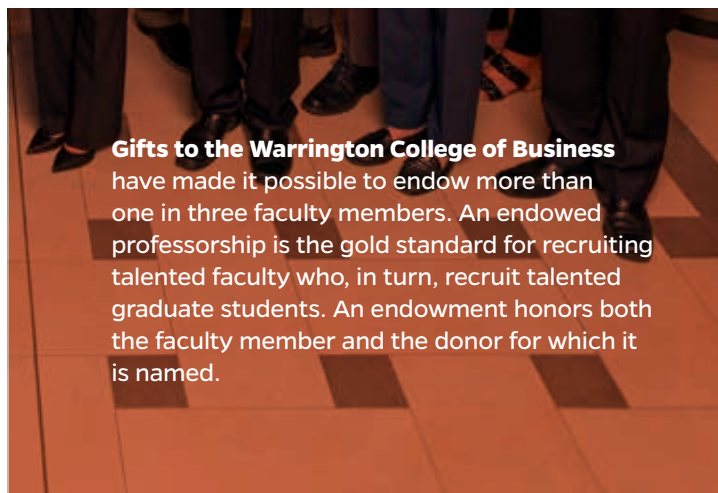 Gifts to the Warrington College of Business
have made it possible to endow more than
one in three faculty members. An endowed
professorship is the gold standard for recruiting
talented faculty who, in turn, recruit talented
graduate students. An endowment honors both
the faculty member and the donor for which it
is named.